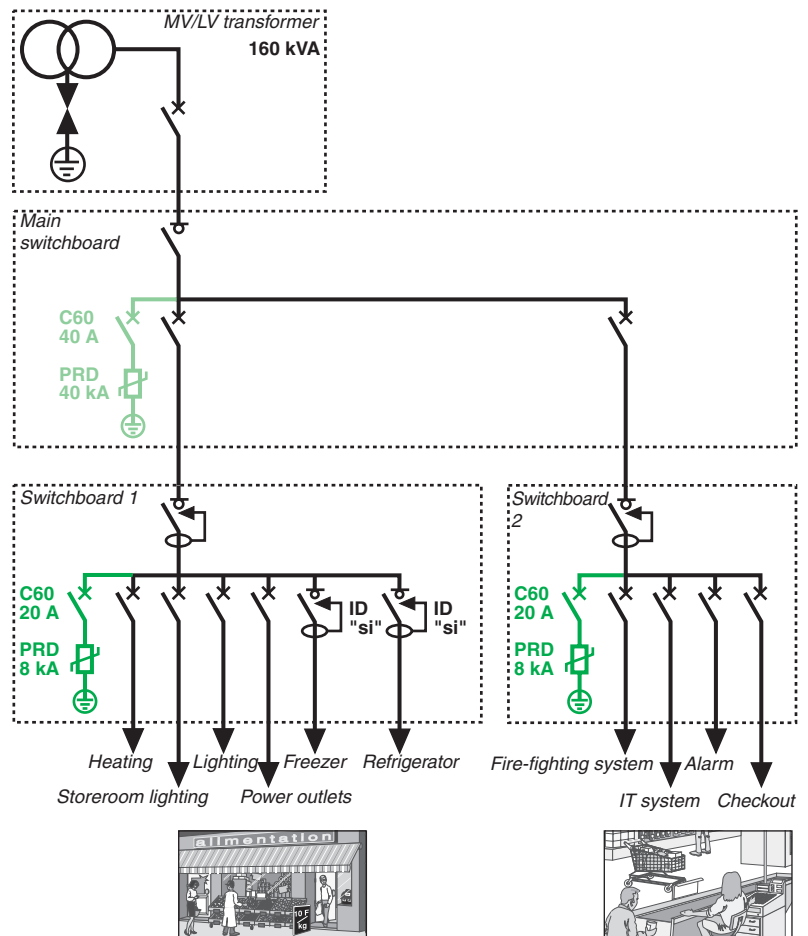 MV/LV transformer
160 kVA
Main
switchboard
C60
40 A
PRD
40 kA
Switchboard 1
C60
20 A
PRD
8 kA
ID
"si"
ID
"si"
Switchboard
2
C60
20 A
PRD
8 kA
Heating
Lighting
Freezer
Refrigerator
Storeroom lighting
Power outlets
Fire-fighting system
Alarm
IT system
Checkout
alimentation
10 F
kg